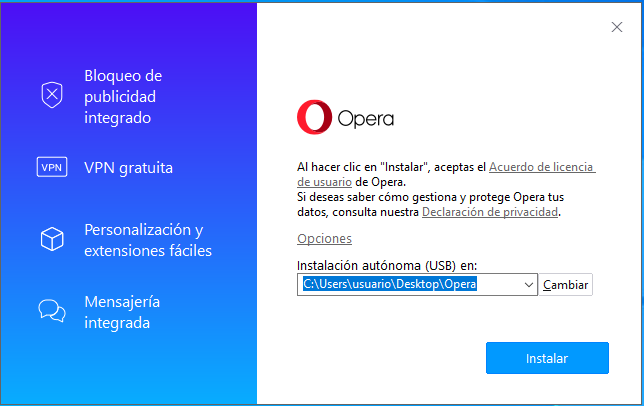 Bloqueo de
publicidad
integrado
VPN
VPN gratuita
Personalización y
extensiones fáciles
Mensajería
integrada
Opera
Al hacer clic en "Instalar", aceptas el Acuerdo de licencia
de usuario de Opera.
Si deseas saber cómo gestiona y protege Opera tus
datos, consulta nuestra Declaración de privacidad.
Opciones
Instalación autónoma (USB) en:
C:\Users\usuario\Desktop\Opera
Cambiar
Instalar